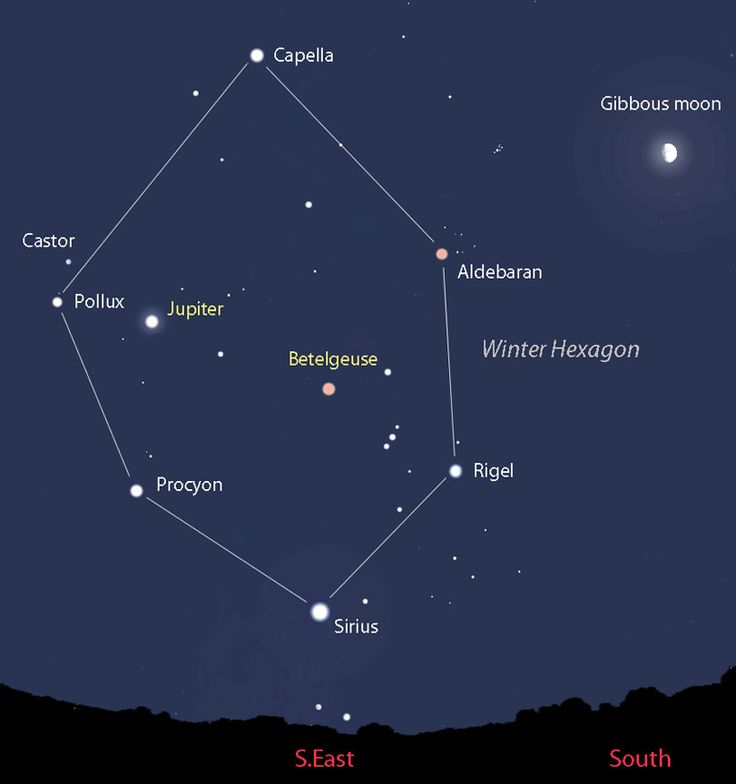 Capella
Gibbous moon
Castor
Aldebaran
Pollux
Jupiter
Winter Hexagon
Betelgeuse
Rigel
Procyon
Sirius
S.East
South